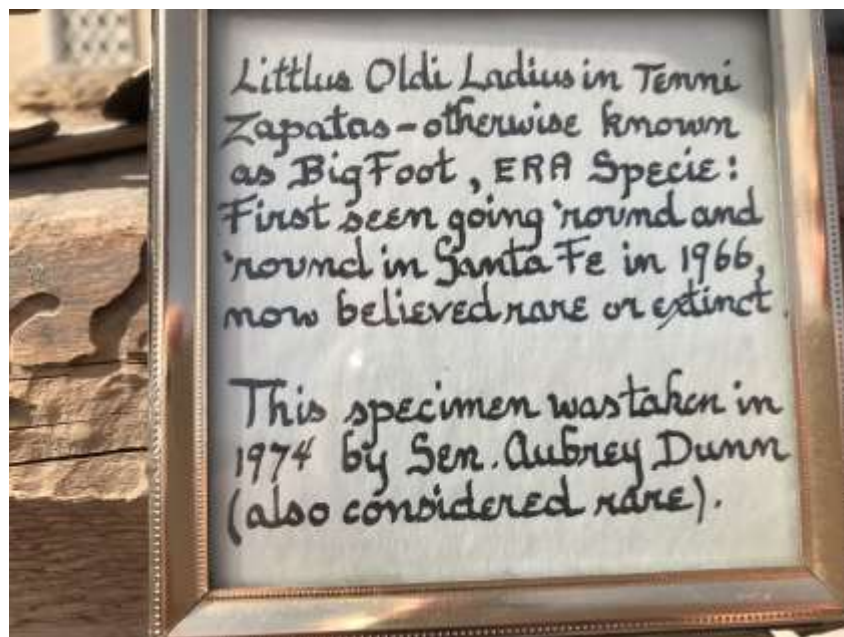 Littlus Oldi Ladius in Tenni
Zapatas-otherwise known
as BigFoot, ERA Specie:
First seen going 'round and
'round in Santa Fe in 1966,
now believed rare or extinct.
This specimen was taken in
1974 by Sen. Aubrey Dunn
(also considered rare).